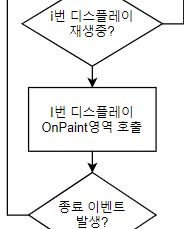 i번 디스플레이
재생중?
I번 디스플레이
OnPaint영역 호출
종료 이벤트
발생?